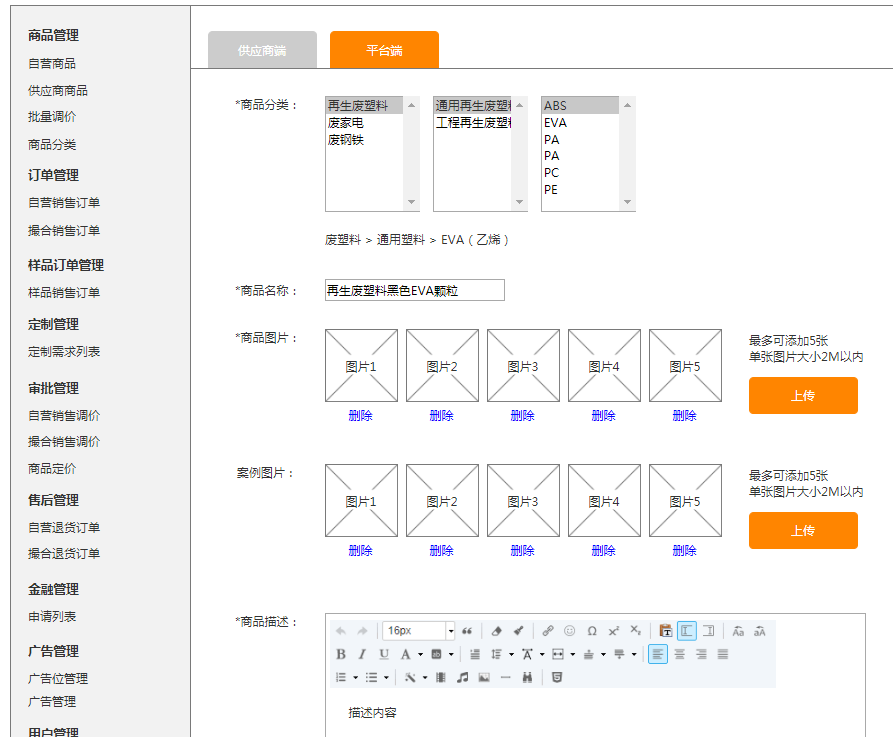 商品管理
自营商品
供应商商品
批量调价
商品分类
订单管理
自营销售订单
撮合销售订单
样品订单管理
样品销售订单
定制管理
定制需求列表
审批管理
自营销售调价
撮合销售调价
商品定价
售后管理
自营退货订单
撮合退货订单
金融管理
申请列表
广告管理
广告位管理
广告管理
用户管理
供应商端
平台端
*商品分类：
再生废塑料
废家电
废钢铁
通用再生废塑料
工程再生废塑料
ABS
EVA
PA
PA
PC
PE
废塑料 > 通用塑料 > EVA（乙烯）
*商品名称：
再生废塑料黑色EVA颗粒
*商品图片：
图片1 图片2 图片3 图片4 图片5
删除 删除 删除 删除 删除
最多可添加5张
单张图片大小2M以内
上传
案例图片：
图片1 图片2 图片3 图片4 图片5
删除 删除 删除 删除 删除
最多可添加5张
单张图片大小2M以内
上传
*商品描述：
16px
描述内容